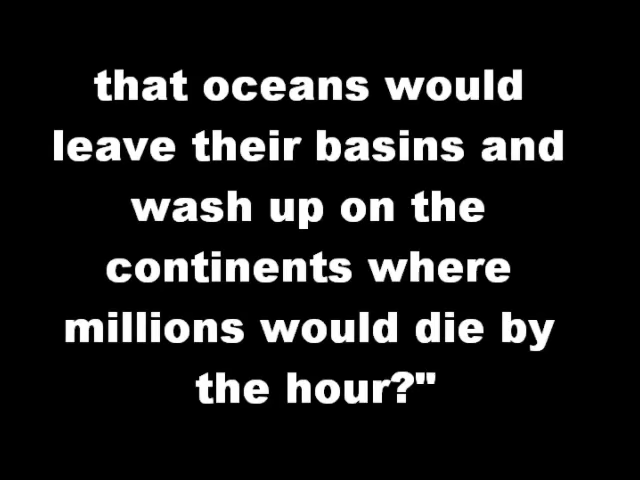 that oceans would
leave their basins and
wash up on the
continents where
millions would die by
the hour?"